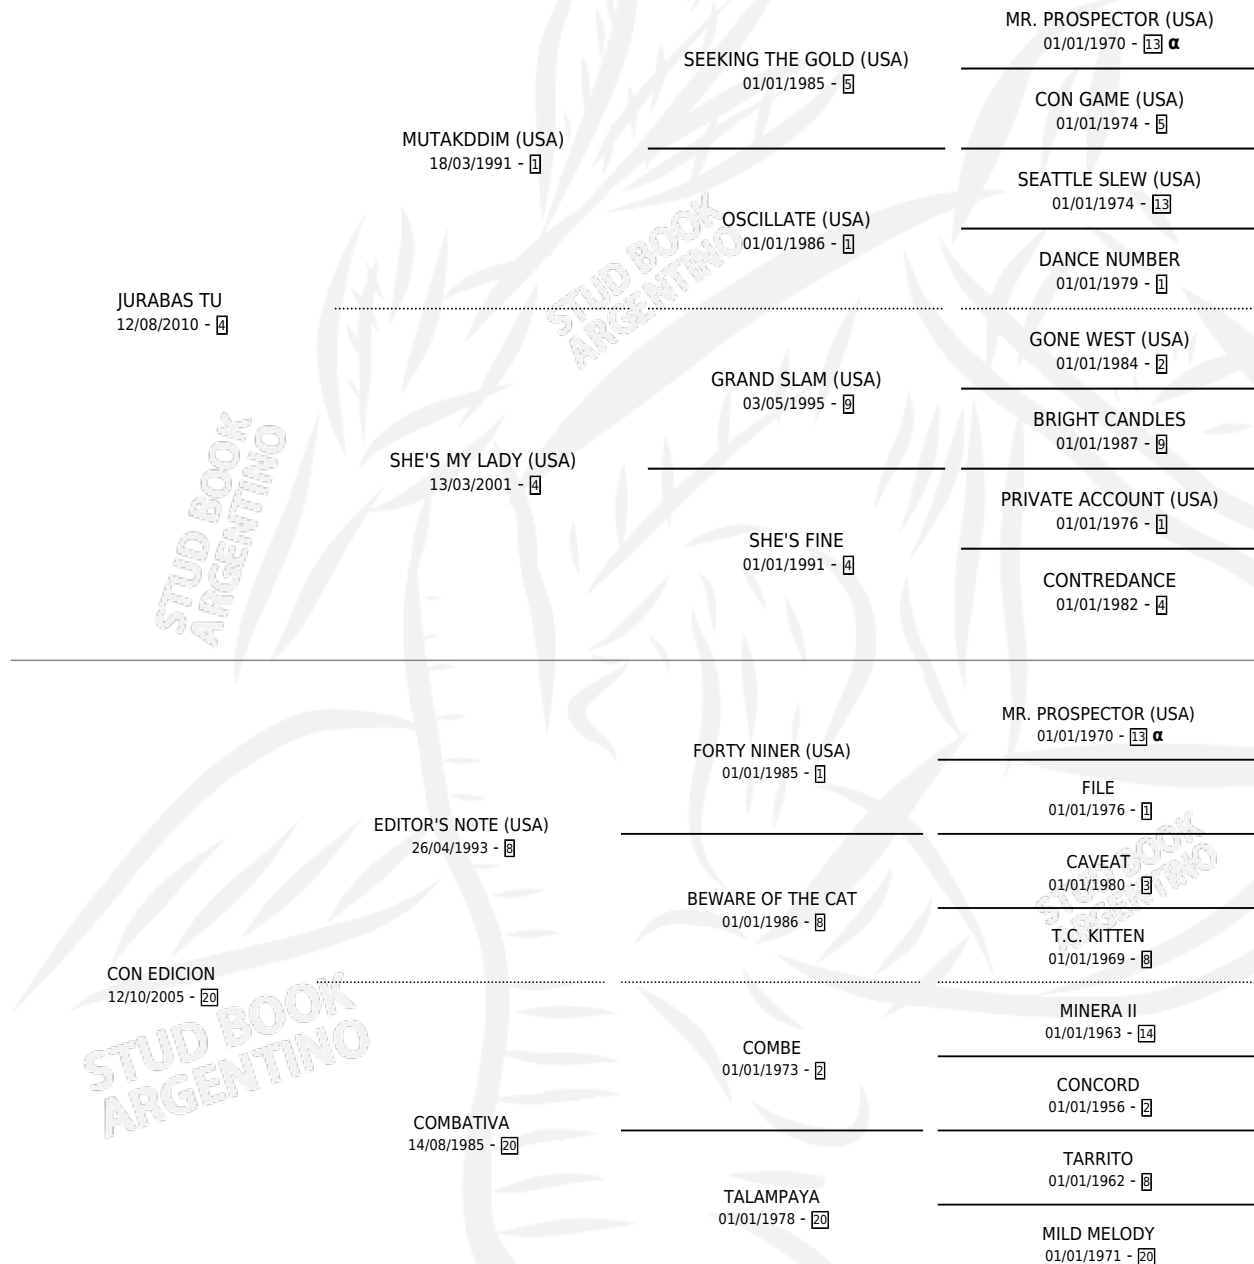 MR. PROSPECTOR (USA)
01/01/1970 - 13 α
SEEKING THE GOLD (USA)
01/01/1985 - 5
CON GAME (USA)
01/01/1974 - 5
MUTAKDDIM (USA)
18/03/1991 - 1
SEATTLE SLEW (USA)
01/01/1974 - 13
OSCILLATE (USA)
01/01/1986 - 1
DANCE NUMBER
01/01/1979 - 1
JURABAS TU
12/08/2010 - 4
GONE WEST (USA)
01/01/1984 - 2
GRAND SLAM (USA)
03/05/1995 - 9
BRIGHT CANDLES
01/01/1987 - 9
SHE'S MY LADY (USA)
13/03/2001 - 4
PRIVATE ACCOUNT (USA)
01/01/1976 - 1
SHE'S FINE
01/01/1991 - 4
CONTREDANCE
01/01/1982 - 4
MR. PROSPECTOR (USA)
01/01/1970 - 13 α
FORTY NINER (USA)
01/01/1985 - 1
FILE
01/01/1976 - 1
EDITOR'S NOTE (USA)
26/04/1993 - 8
CAVEAT
01/01/1980 - 3
BEWARE OF THE CAT
01/01/1986 - 8
T.C. KITTEN
01/01/1969 - 8
CON EDICION
12/10/2005 - 20
MINERA II
01/01/1963 - 14
COMBE
01/01/1973 - 2
CONCORD
01/01/1956 - 2
COMBATIVA
14/08/1985 - 20
TARRITO
01/01/1962 - 8
TALAMPAYA
01/01/1978 - 20
MILD MELODY
01/01/1971 - 20
STUD BOOK
ARGENTINO
STUD BOOK
ARGENTINO
STUD BOOK
ARGENTINO
STUD BOOK
ARGENTINO